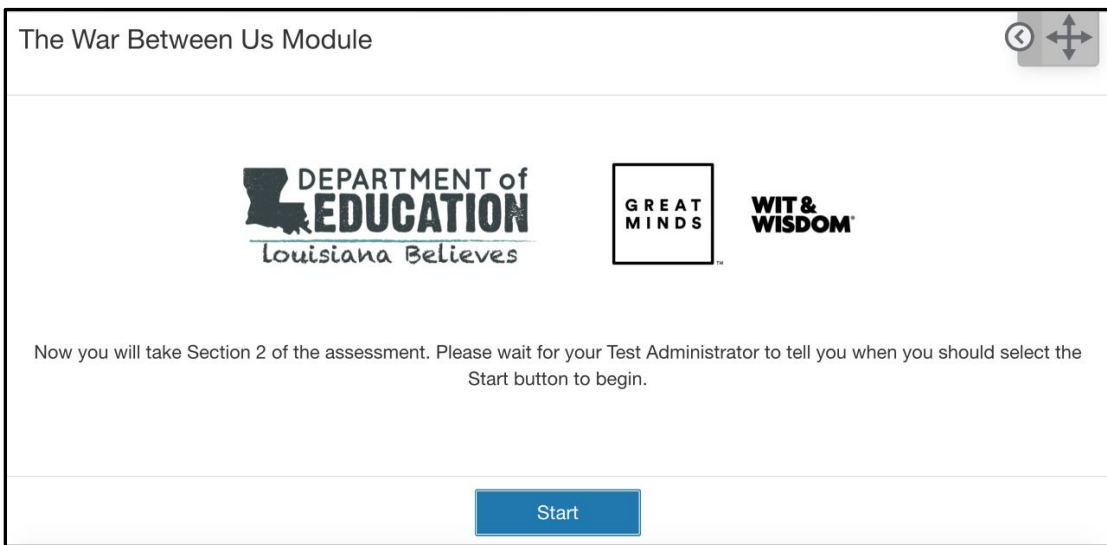 The War Between Us Module
DEPARTMENT of
EDUCATION
Louisiana Believes
GREAT
MINDS
TM
WIT &
WISDOM®
Now you will take Section 2 of the assessment. Please wait for your Test Administrator to tell you when you should select the
Start button to begin.
Start